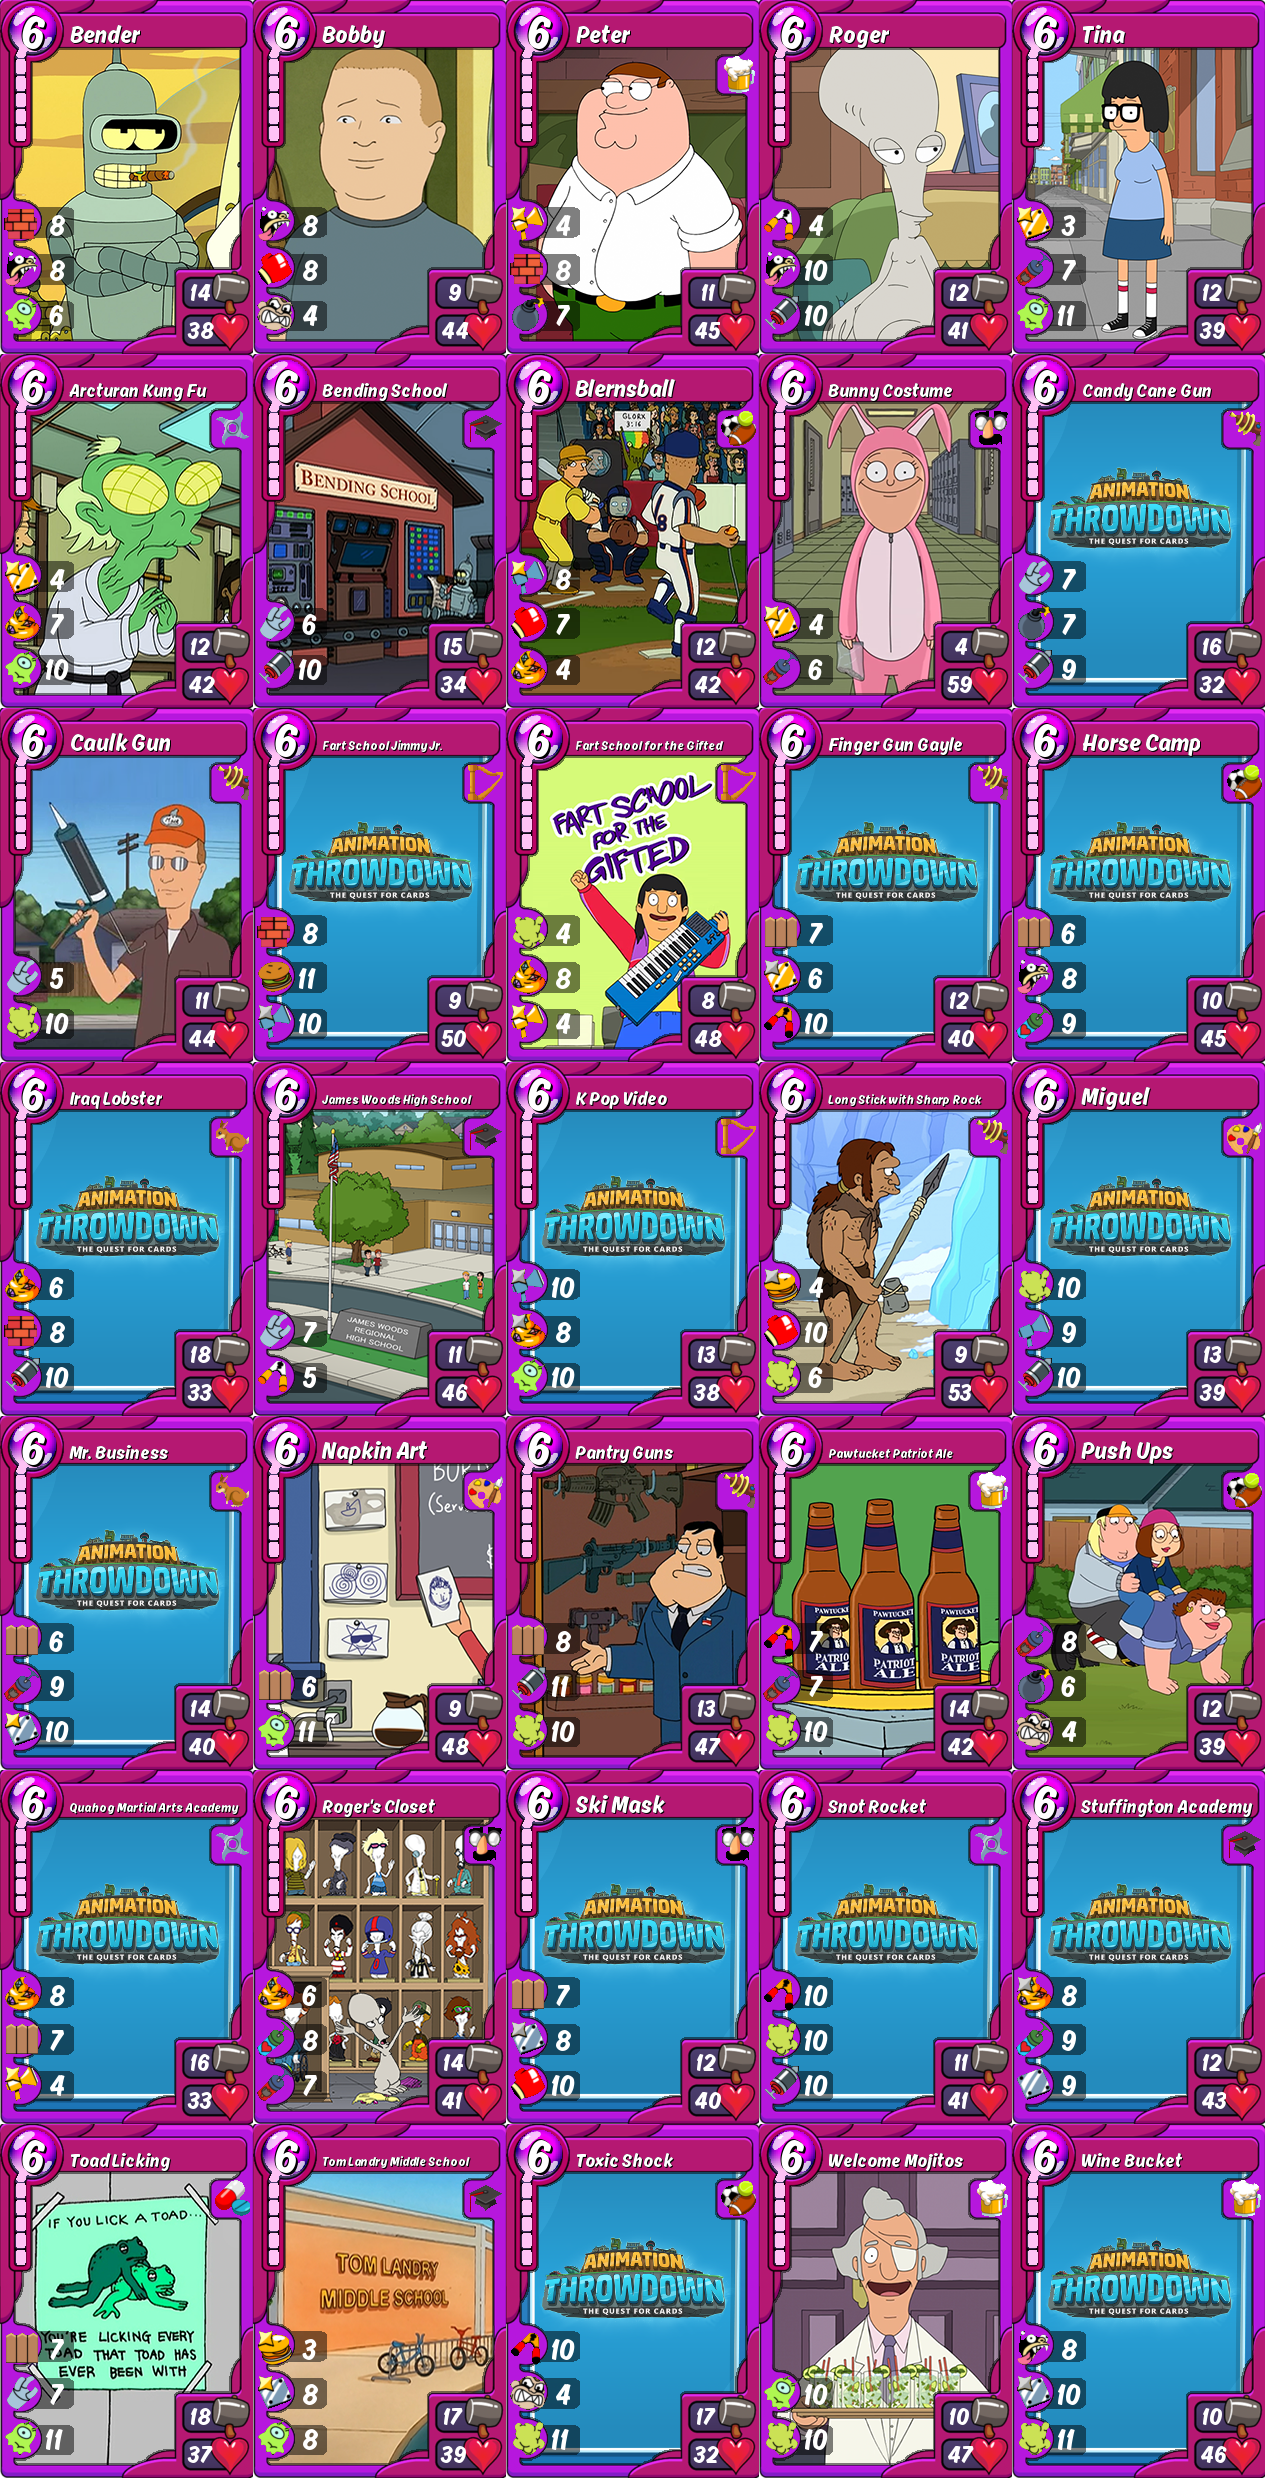 6 Bender
8
8
6
14
38
6 Bobby
8
8
4
9
44
6 Peter
4
8
7
11
45
6 Roger
4
10
10
12
41
6 Tina
3
7
11
12
39
6 Arcturan Kung Fu
4
7
10
12
42
6 Bending School
BENDING SCHOOL
6
10
15
34
6 Blernsball
GLORX
3:16
8
7
4
12
42
6 Bunny Costume
4
6
4
59
6 Candy Cane Gun
ANIMATION
THROWDOWN
THE QUEST FOR CARDS
7
7
9
16
32
6 Caulk Gun
5
10
11
44
6 Fart School Jimmy Jr.
ANIMATION
THROWDOWN
THE QUEST FOR CARDS
8
11
10
9
50
6 Fart School for the Gifted
FART SCHOOL
FOR THE
GIFTED
4
8
4
8
48
6 Finger Gun Gayle
ANIMATION
THROWDOWN
THE QUEST FOR CARDS
7
6
10
12
40
6 Horse Camp
ANIMATION
THROWDOWN
THE QUEST FOR CARDS
6
8
9
10
45
6 Iraq Lobster
ANIMATION
THROWDOWN
THE QUEST FOR CARDS
6
8
10
18
33
6 James Woods High School
JAMES WOODS
REGIONAL
HIGH SCHOOL
7
5
11
46
6 K Pop Video
ANIMATION
THROWDOWN
THE QUEST FOR CARDS
10
8
10
13
38
6 Long Stick with Sharp Rock
4
10
6
9
53
6 Miguel
ANIMATION
THROWDOWN
THE QUEST FOR CARDS
10
9
10
13
39
6 Mr. Business
ANIMATION
THROWDOWN
THE QUEST FOR CARDS
6
9
10
14
40
6 Napkin Art
(Serv
6
11
9
48
6 Pantry Guns
8
11
10
13
47
6 Pawtucket Patriot Ale
PAWTUCKET
PATRIOT
ALE
7
7
10
14
42
6 Push Ups
8
6
4
12
39
6 Quahog Martial Arts Academy
ANIMATION
THROWDOWN
THE QUEST FOR CARDS
8
7
4
16
33
6 Roger's Closet
6
8
7
14
41
6 Ski Mask
ANIMATION
THROWDOWN
THE QUEST FOR CARDS
7
8
10
12
40
6 Snot Rocket
ANIMATION
THROWDOWN
THE QUEST FOR CARDS
10
10
10
11
41
6 Stuffington Academy
ANIMATION
THROWDOWN
THE QUEST FOR CARDS
8
9
9
12
43
6 Toad Licking
IF YOU LICK A TOAD...
YOU'RE LICKING EVERY
TOAD THAT TOAD HAS
EVER BEEN WITH
7
7
11
18
37
6 Tom Landry Middle School
TOM LANDRY
MIDDLE SCHOOL
3
8
8
17
39
6 Toxic Shock
ANIMATION
THROWDOWN
THE QUEST FOR CARDS
10
4
11
17
32
6 Welcome Mojitos
10
10
10
47
6 Wine Bucket
ANIMATION
THROWDOWN
THE QUEST FOR CARDS
8
10
11
10
46